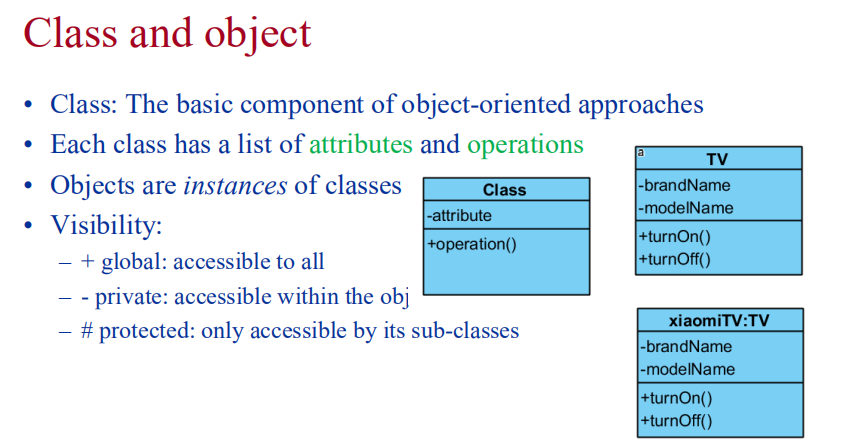 Class and object
• Class: The basic component of object-oriented approaches
• Each class has a list of attributes and operations
• Objects are instances of classes
• Visibility:
– + global: accessible to all
– - private: accessible within the obj
– # protected: only accessible by its sub-classes
Class
-attribute
+operation()
a
TV
-brandName
-modelName
+turnOn()
+turnOff()
xiaomiTV:TV
-brandName
-modelName
+turnOn()
+turnOff()